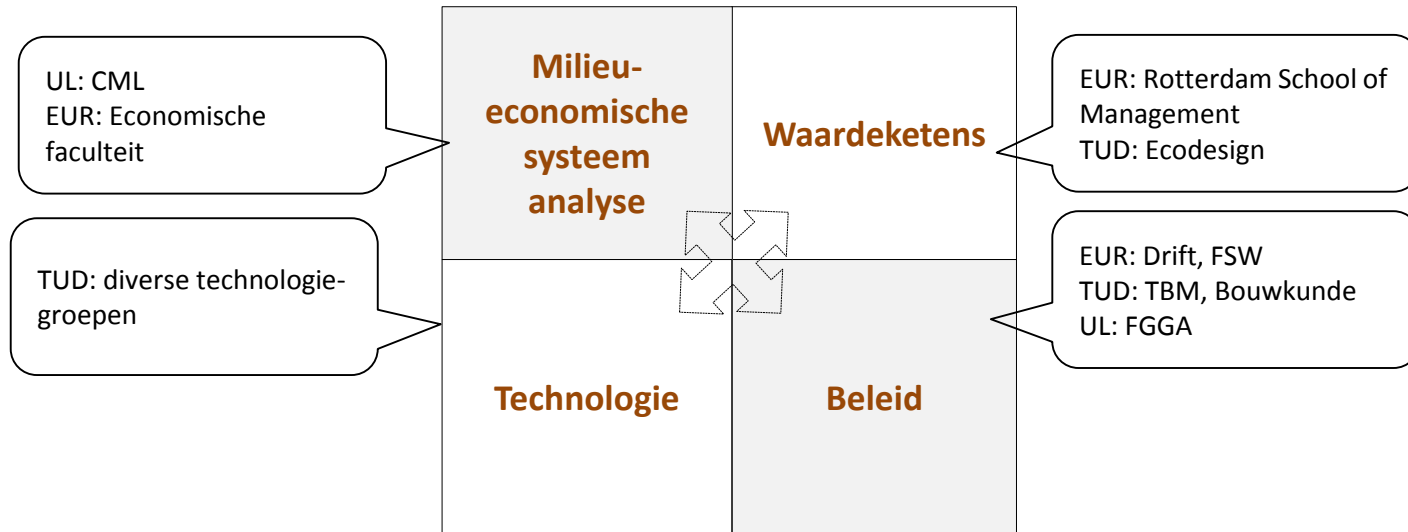 UL: CML
EUR: Economische
faculteit
Milieu-
economische
systeem
analyse
Waardeketens
EUR: Rotterdam School of
Management
TUD: Ecodesign
TUD: diverse technologie-
groepen
Technologie
Beleid
EUR: Drift, FSW
TUD: TBM, Bouwkunde
UL: FGGA